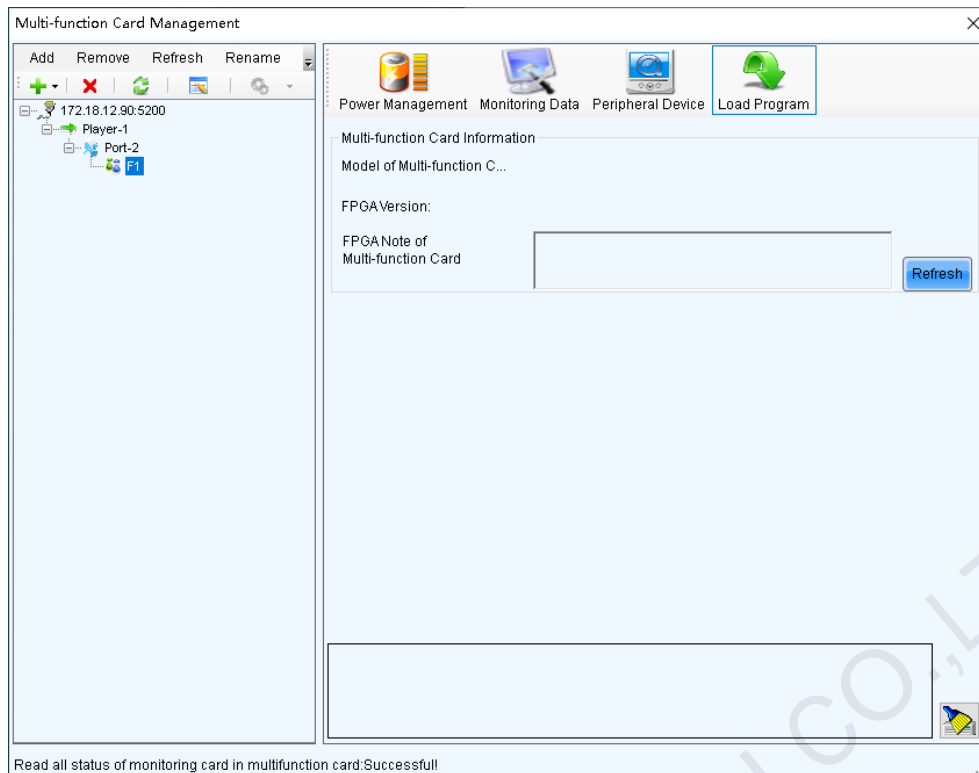 Multi-function Card Management
Add Remove Refresh Rename
172.18.12.90:5200
Player-1
Port-2
F1
Power Management Monitoring Data Peripheral Device Load Program
Multi-function Card Information
Model of Multi-function C...
FPGA Version:
FPGA Note of
Multi-function Card
Refresh
CO.,LT
Read all status of monitoring card in multifunction card:Successful!